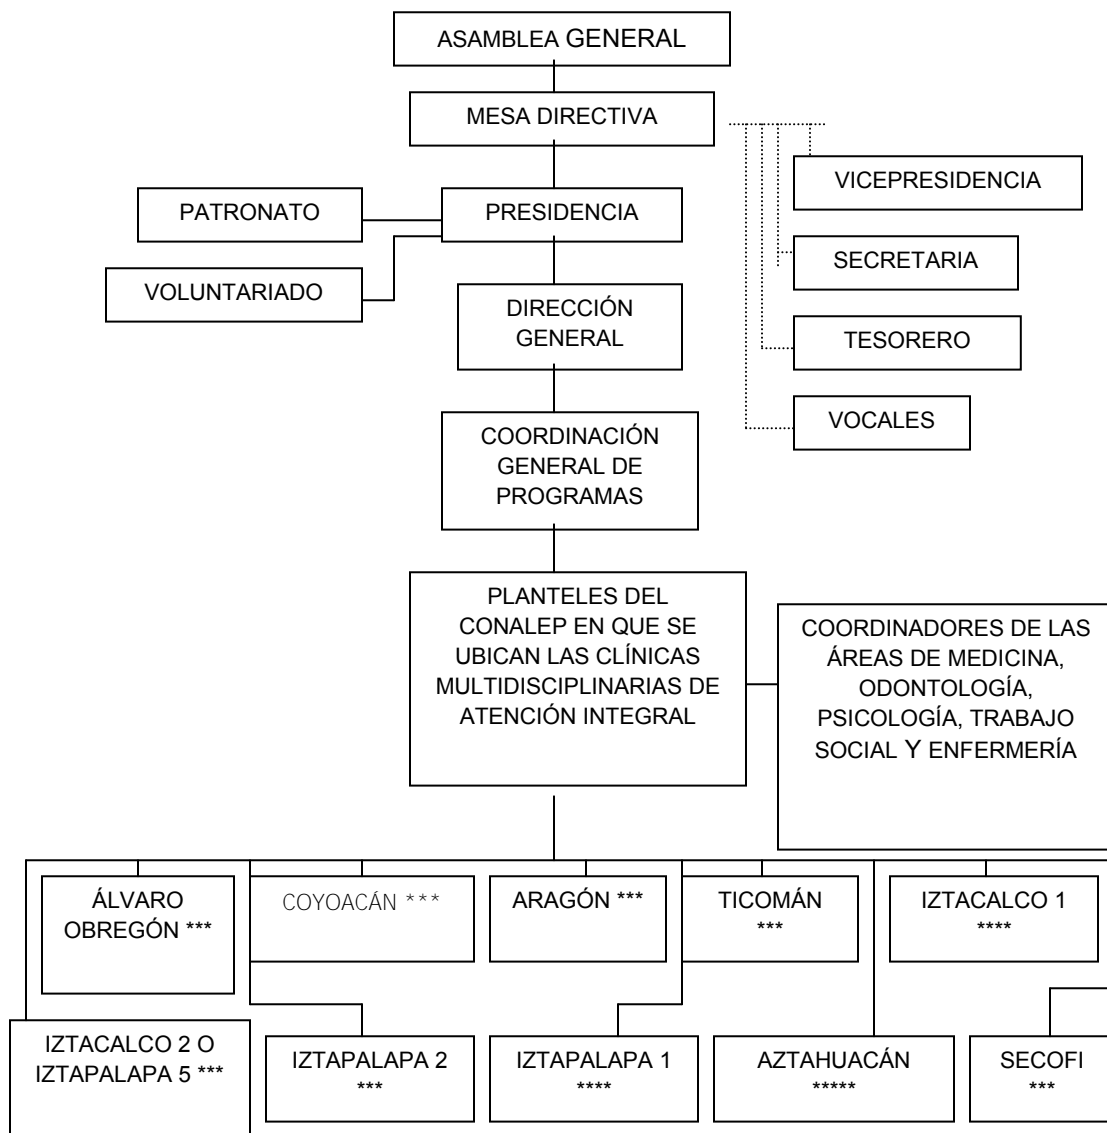 ASAMBLEA GENERAL
MESA DIRECTIVA
VICEPRESIDENCIA
PATRONATO
PRESIDENCIA
SECRETARIA
VOLUNTARIADO
DIRECCIÓN
GENERAL
TESORERO
VOCALES
COORDINACIÓN
GENERAL DE
PROGRAMAS
PLANTELES DEL
CONALEP EN QUE SE
UBICAN LAS CLÍNICAS
MULTIDISCIPLINARIAS DE
ATENCIÓN INTEGRAL
COORDINADORES DE LAS
ÁREAS DE MEDICINA,
ODONTOLOGÍA,
PSICOLOGÍA, TRABAJO
SOCIAL Y ENFERMERÍA
ÁLVARO
OBREGÓN ***
COYOACÁN ***
ARAGÓN ***
TICOMÁN
***
IZTACALCO 1
****
IZTACALCO 2 O
IZTAPALAPA 5 ***
IZTAPALAPA 2
***
IZTAPALAPA 1
****
AZTAHUACÁN
*****
SECOFI
***